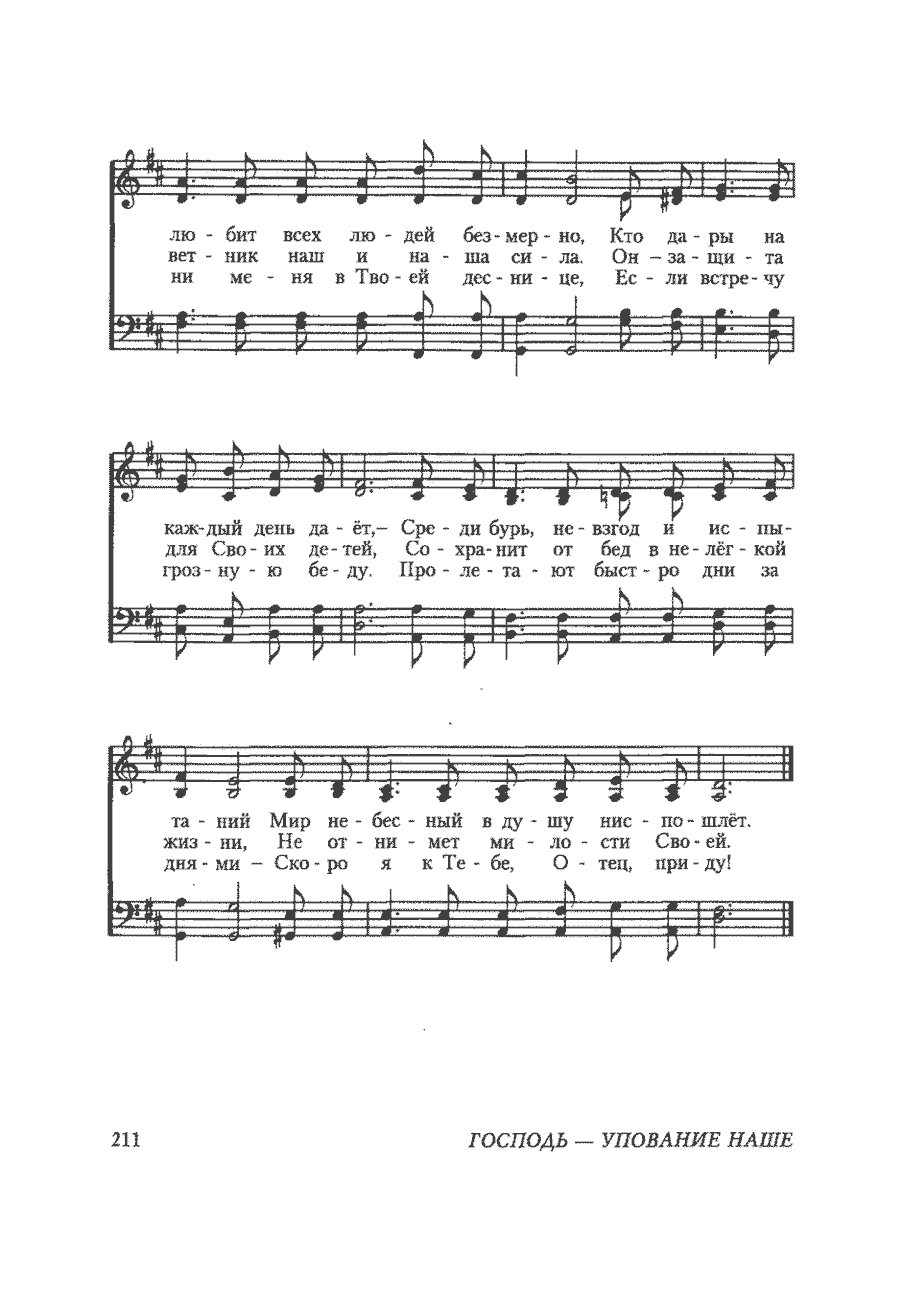 лю - бит всех лю - дей без - мер - но, Кто да - ры на
вет - ник наш и на - ша си - ла. Он – за - щи - та
ни ме - ня в Тво - ей дес - ни - це, Ес - ли встре - чу
каж - дый день да - ёт,– Сре - ди бурь, не - взгод и ис - пы-
для Сво - их де - тей, Со - хра - нит от бед в не - лёг - кой
гроз - ну - ю бе - ду. Про - ле - та - ют быст - ро дни за
та - ний Мир не - бес - ный в ду - шу нис - по - шлёт.
жиз - ни, Не от - ни - мет ми - ло - сти Сво - ей.
дня - ми – Ско - ро я к Те - бе, О - тец, при - ду!
211 ГОСПОДЬ — УПОВАНИЕ НАШЕ